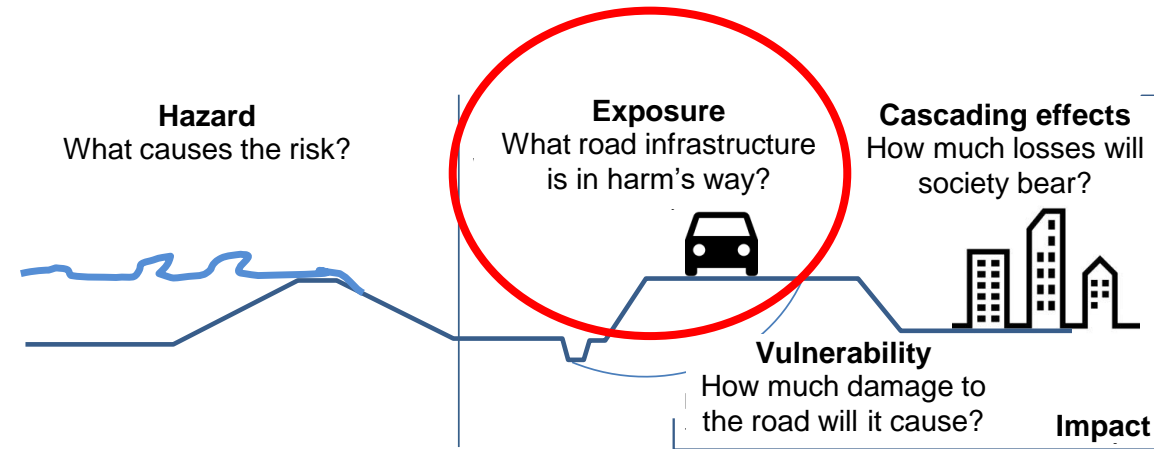 Hazard
What causes the risk?
Exposure
What road infrastructure
is in harm's way?
Cascading effects
How much losses will
society bear?
Vulnerability
How much damage to
the road will it cause?
Impact